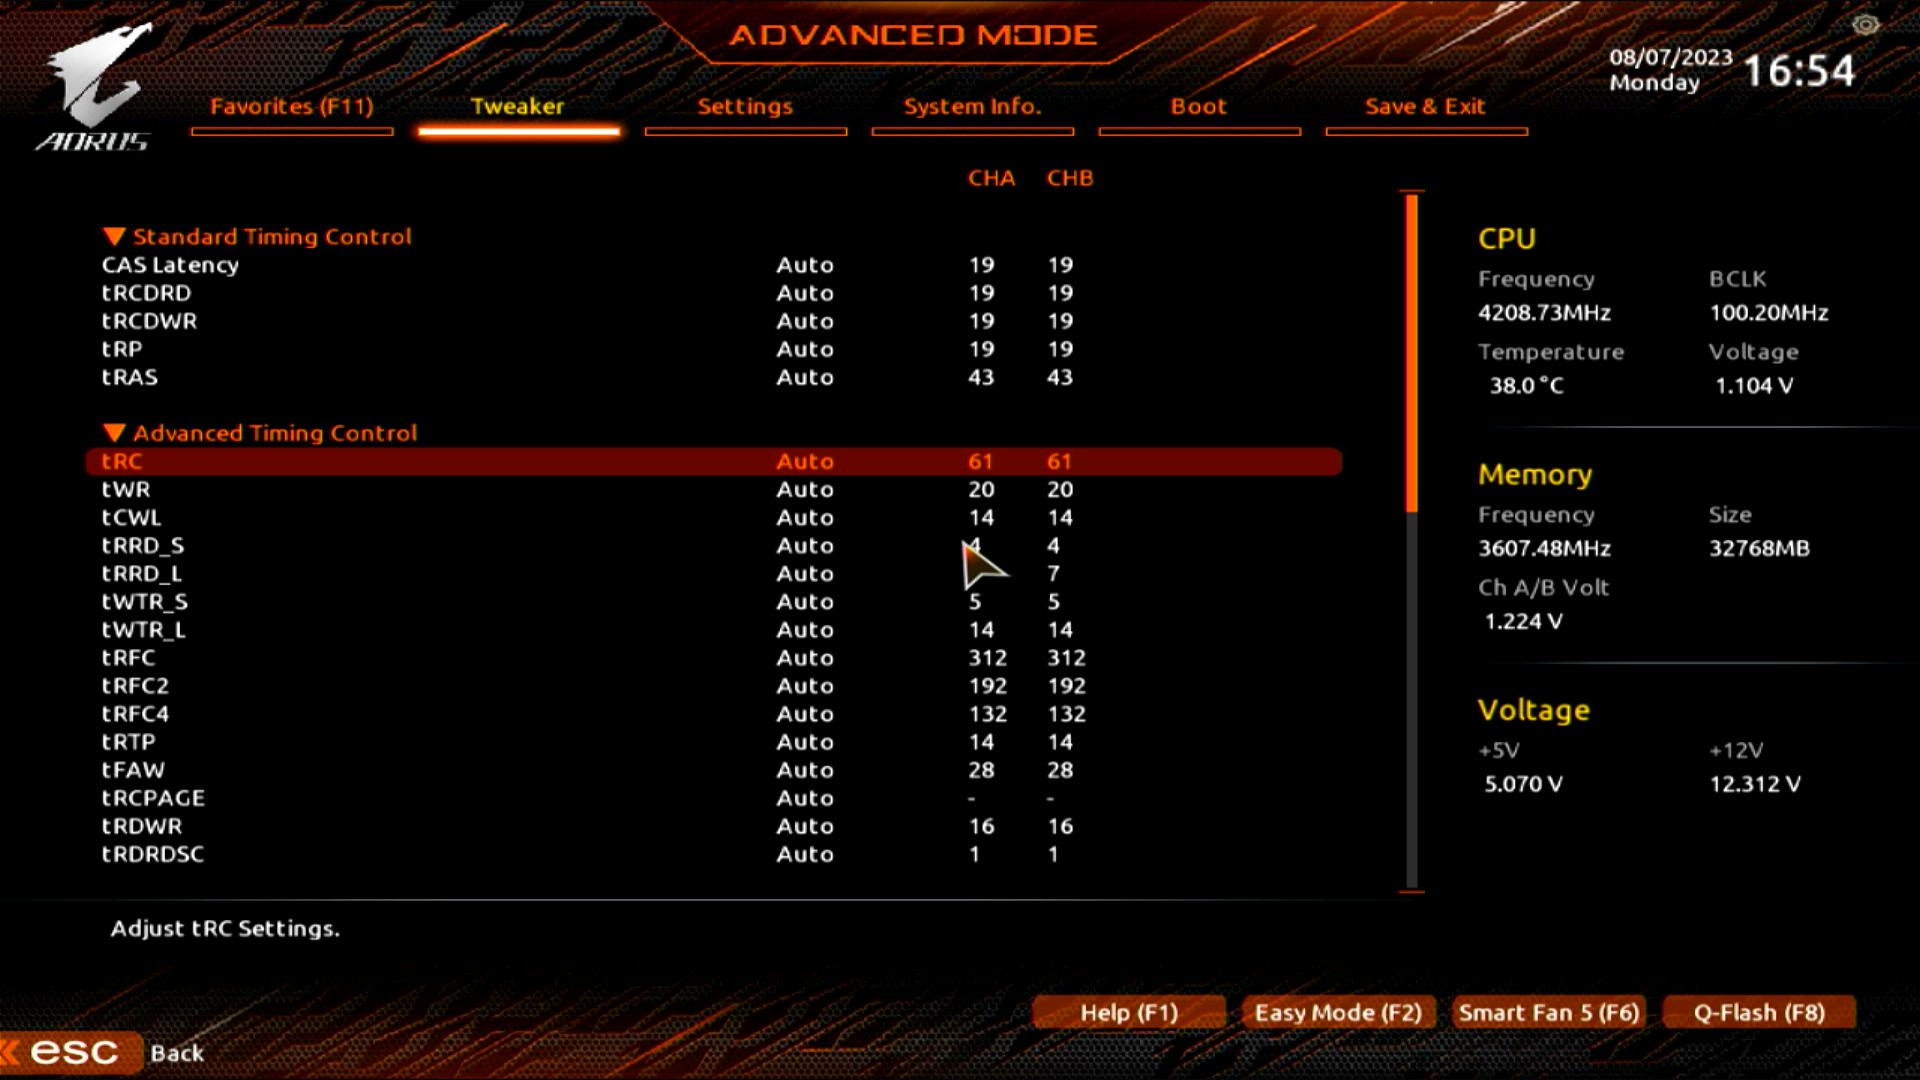 ADVANCED MODE
AORUS
08/07/2023
Monday
16:54
Favorites (F11) Tweaker Settings System Info. Boot Save & Exit
CHA CHB
Standard Timing Control
CAS Latency Auto 19 19
tRCDRD Auto 19 19
tRCDWR Auto 19 19
tRP Auto 19 19
tRAS Auto 43 43
Advanced Timing Control
tRC Auto 61 61
tWR Auto 20 20
tCWL Auto 14 14
tRRD_S Auto 4 4
tRRD_L Auto 7
tWTR_S Auto 5 5
tWTR_L Auto 14 14
tRFC Auto 312 312
tRFC2 Auto 192 192
tRFC4 Auto 132 132
tRTP Auto 14 14
tFAW Auto 28 28
tRCPAGE Auto - -
tRDWR Auto 16 16
tRDRDSC Auto 1 1
CPU
Frequency BCLK
4208.73MHz 100.20MHz
Temperature Voltage
38.0 °C 1.104 V
Memory
Frequency Size
3607.48MHz 32768MB
Ch A/B Volt
1.224 V
Voltage
+5V +12V
5.070 V 12.312 V
Adjust tRC Settings.
Help (F1) Easy Mode (F2) Smart Fan 5 (F6) Q-Flash (F8)
esc Back